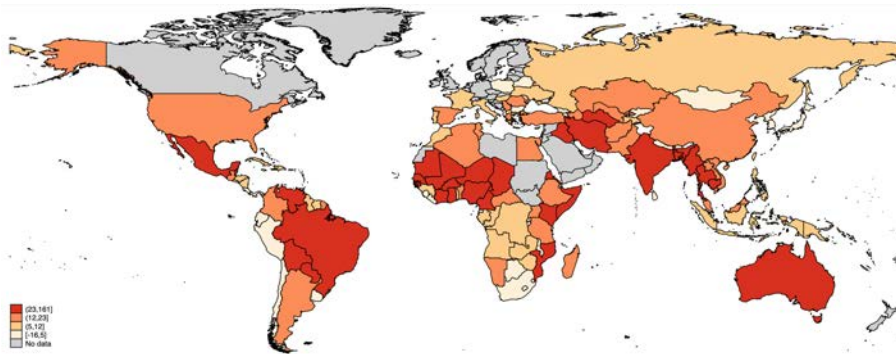 (23,161]
(12,23]
(5,12]
[-16,5]
No data